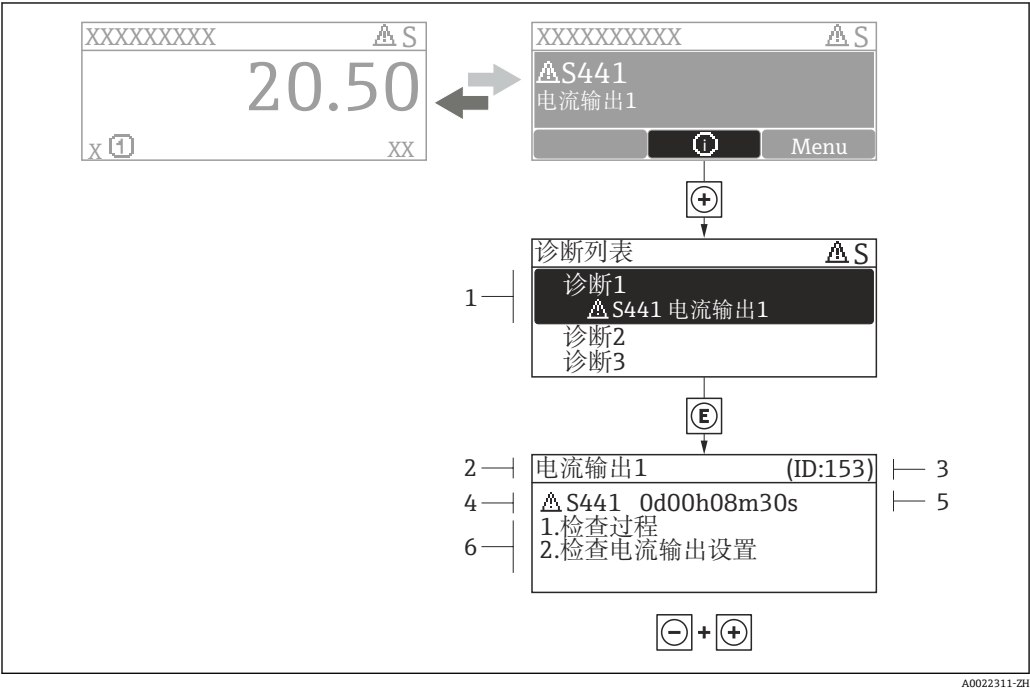 XXXXXXXXX ⚠S
20.50
X ① XX
XXXXXXXXXX ⚠S
⚠S441
电流输出1
Menu
诊断列表 ⚠S
1
诊断1
⚠S441 电流输出1
诊断2
诊断3
E
2 电流输出1 (ID:153) 3
4 ⚠S441 0d00h08m30s 5
6
1.检查过程
2.检查电流输出设置
+
A0022311-ZH